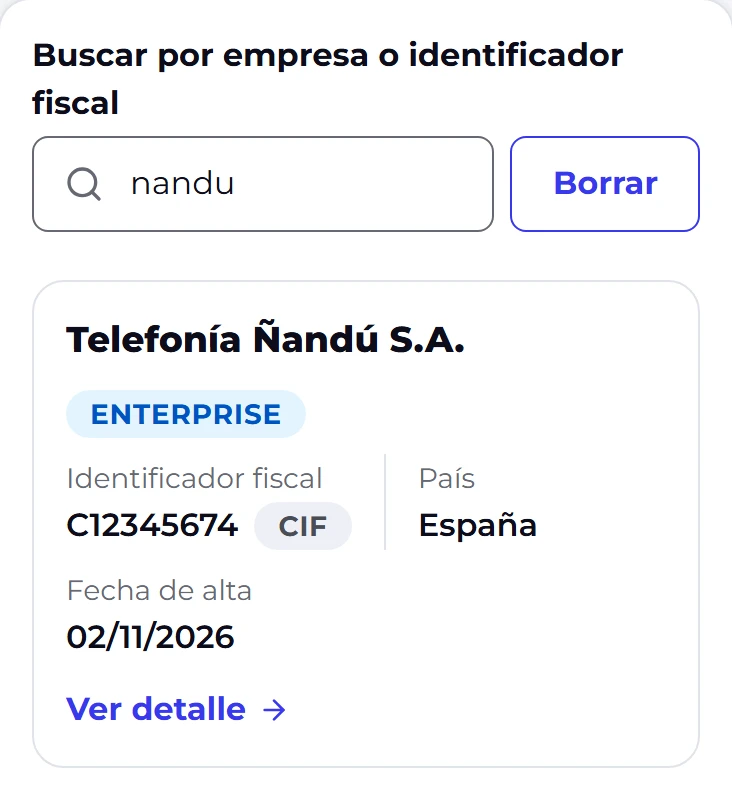 Buscar por empresa o identificador
fiscal
nandu
Borrar
Telefonía Ñandú S.A.
ENTERPRISE
Identificador fiscal
C12345674 CIF
País
España
Fecha de alta
02/11/2026
Ver detalle →